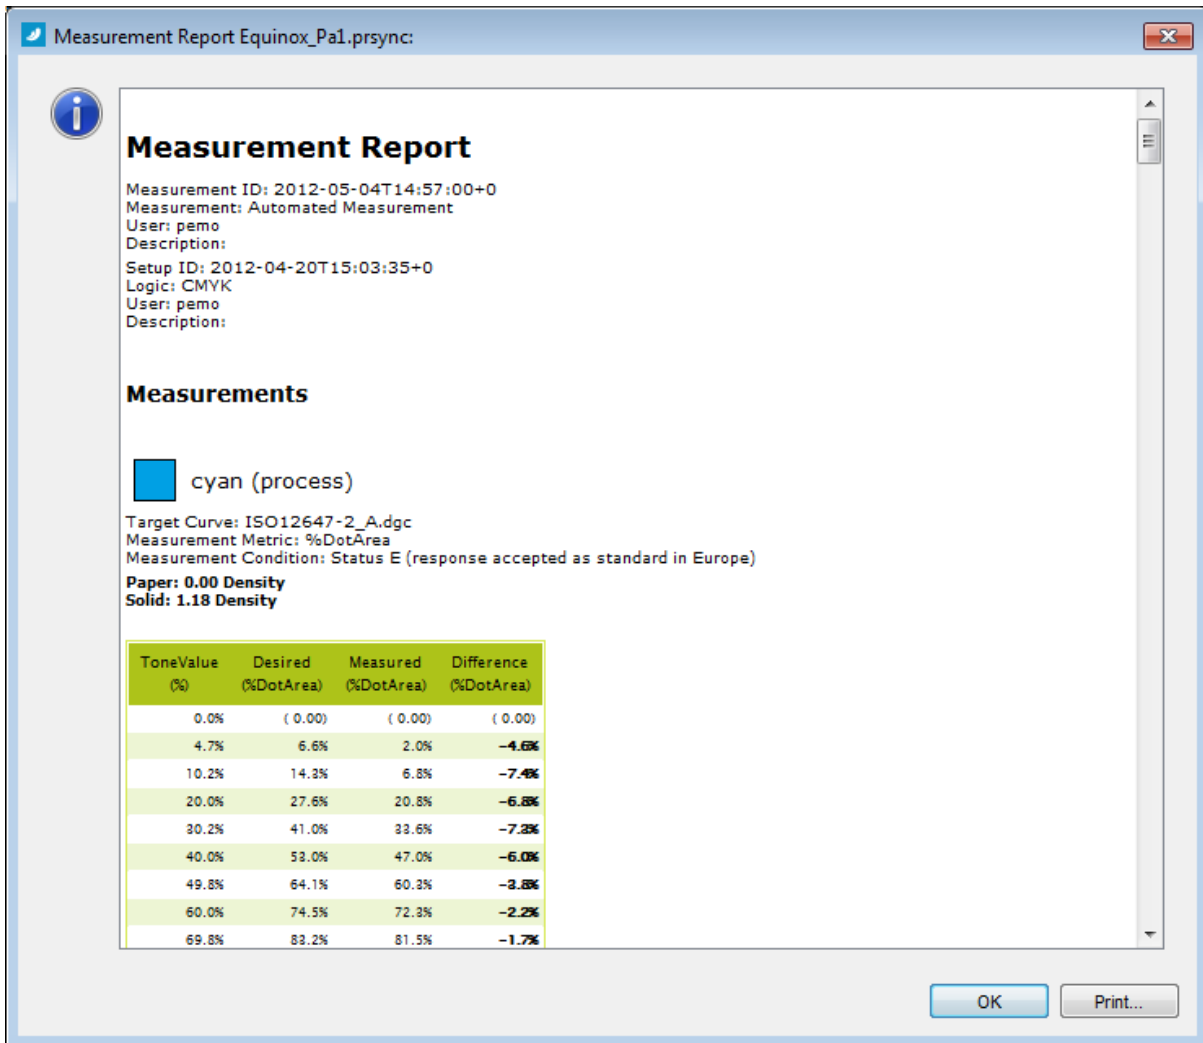 Measurement Report Equinox_Pa1.prsync:
Measurement Report
Measurement ID: 2012-05-04T14:57:00+0
Measurement: Automated Measurement
User: pemo
Description:
Setup ID: 2012-04-20T15:03:35+0
Logic: CMYK
User: pemo
Description:
Measurements
cyan (process)
Target Curve: ISO12647-2_A.dgc
Measurement Metric: %DotArea
Measurement Condition: Status E (response accepted as standard in Europe)
Paper: 0.00 Density
Solid: 1.18 Density
ToneValue Desired Measured Difference
(%) (%DotArea) (%DotArea) (%DotArea)
0.0% ( 0.00) ( 0.00) ( 0.00)
4.7% 6.6% 2.0% -4.6%
10.2% 14.3% 6.8% -7.4%
20.0% 27.6% 20.8% -6.8%
30.2% 41.0% 33.6% -7.3%
40.0% 53.0% 47.0% -6.0%
49.8% 64.1% 60.3% -3.8%
60.0% 74.5% 72.3% -2.2%
69.8% 83.2% 81.5% -1.7%
OK Print...